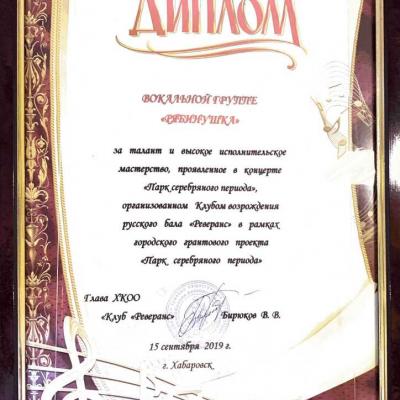 ДИПЛОМ
ВОКАЛЬНОЙ ГРУППЕ
«РЯБИНУШКА»
за талант и высокое исполнительское
мастерство, проявленное в концерте
«Парк серебряного периода»,
организованном Клубом возрождения
русского бала «Реверанс» в рамках
городского грантового проекта
«Парк серебряного периода»
Глава ХКОО
«Клуб «Реверанс» Бирюков В. В.
15 сентября 2019 г.
г. Хабаровск